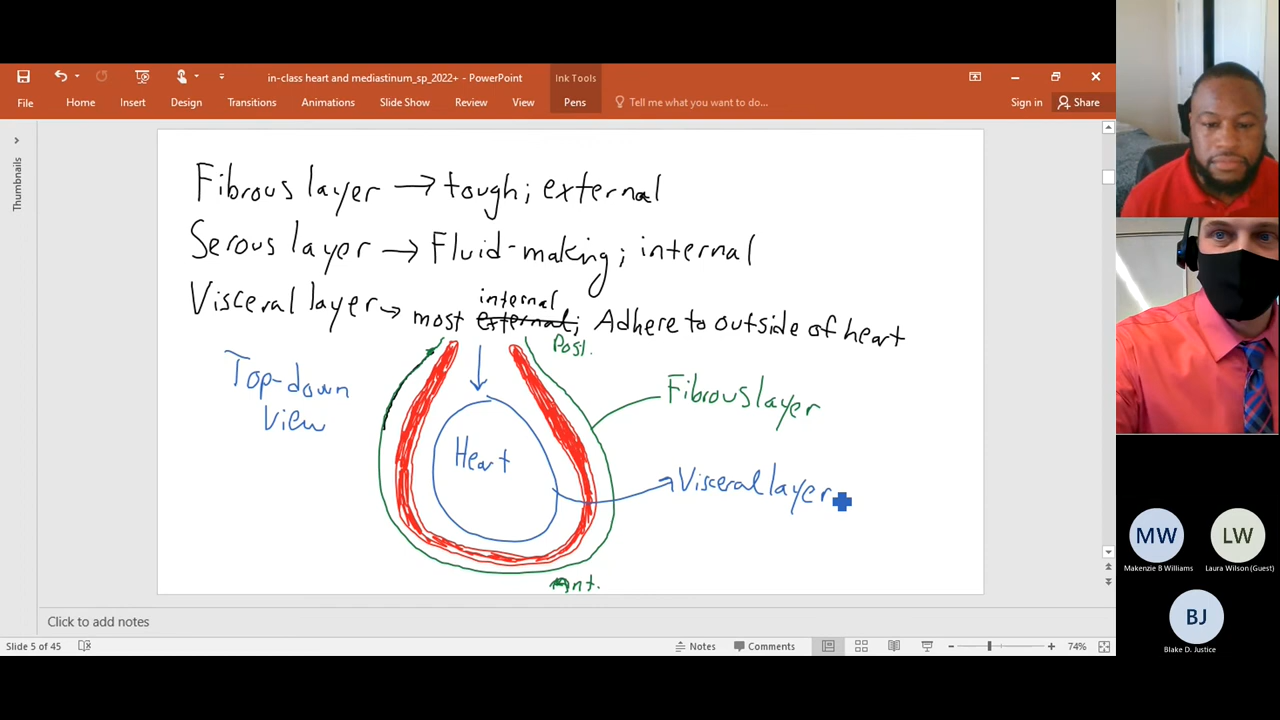 in-class heart and mediastinum_sp_2022+ - PowerPoint
Ink Tools
File Home Insert Design Transitions Animations Slide Show Review View Pens Tell me what you want to do... Sign in Share
Thumbnails
Fibrous layer → tough; external
Serous layer → Fluid-making; internal
internal
Visceral layer → most external; Adhere to outside of heart
Post.
Top-down
View
Fibrous layer
Heart
Visceral layer
Ant.
Click to add notes
Slide 5 of 45 Notes Comments 74%
MW LW
Makenzie B Williams Laura Wilson (Guest)
BJ
Blake D. Justice